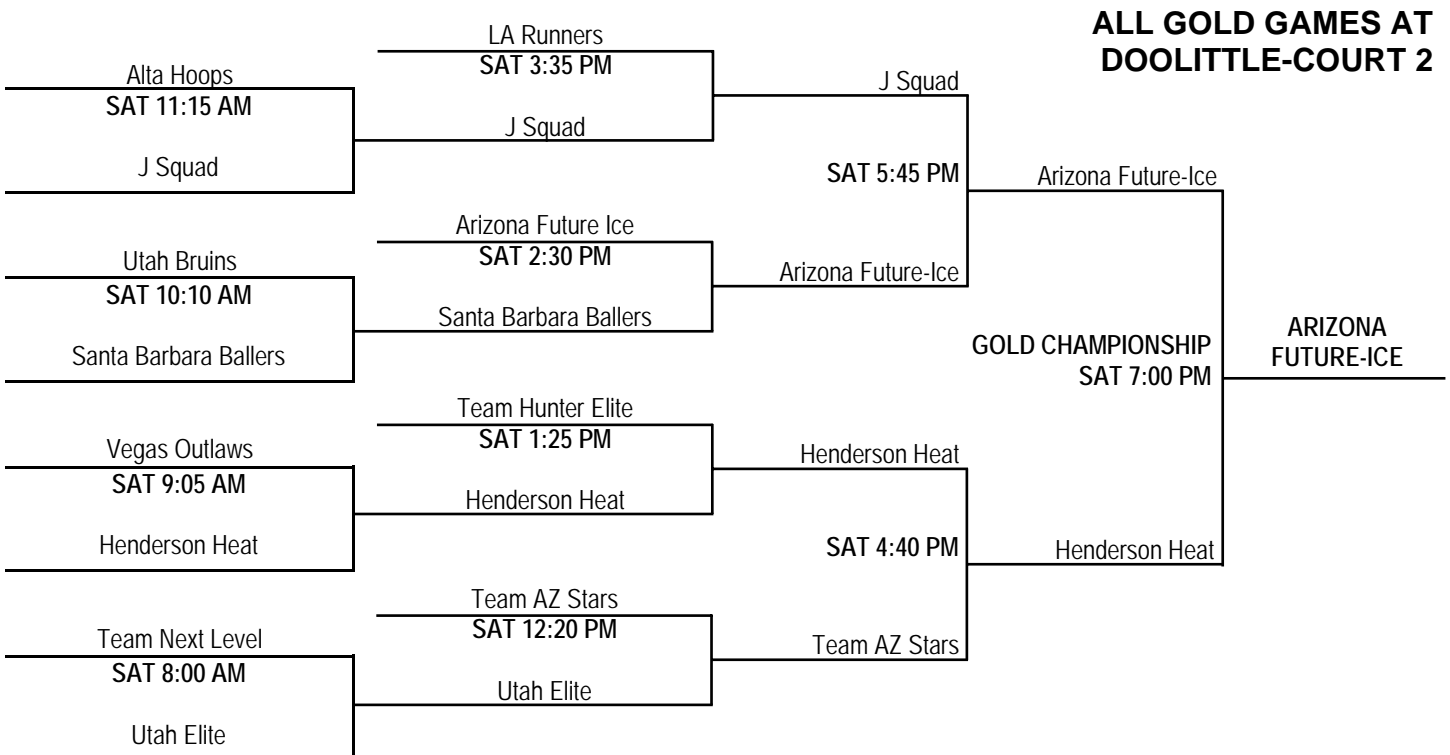 ALL GOLD GAMES AT
DOOLITTLE-COURT 2
Alta Hoops
SAT 11:15 AM
J Squad
Utah Bruins
SAT 10:10 AM
Santa Barbara Ballers
Vegas Outlaws
SAT 9:05 AM
Henderson Heat
Team Next Level
SAT 8:00 AM
Utah Elite
LA Runners
SAT 3:35 PM
J Squad
Arizona Future Ice
SAT 2:30 PM
Santa Barbara Ballers
Team Hunter Elite
SAT 1:25 PM
Henderson Heat
Team AZ Stars
SAT 12:20 PM
Utah Elite
J Squad
SAT 5:45 PM
Arizona Future-Ice
Henderson Heat
SAT 4:40 PM
Team AZ Stars
Arizona Future-Ice
GOLD CHAMPIONSHIP
SAT 7:00 PM
Henderson Heat
ARIZONA
FUTURE-ICE